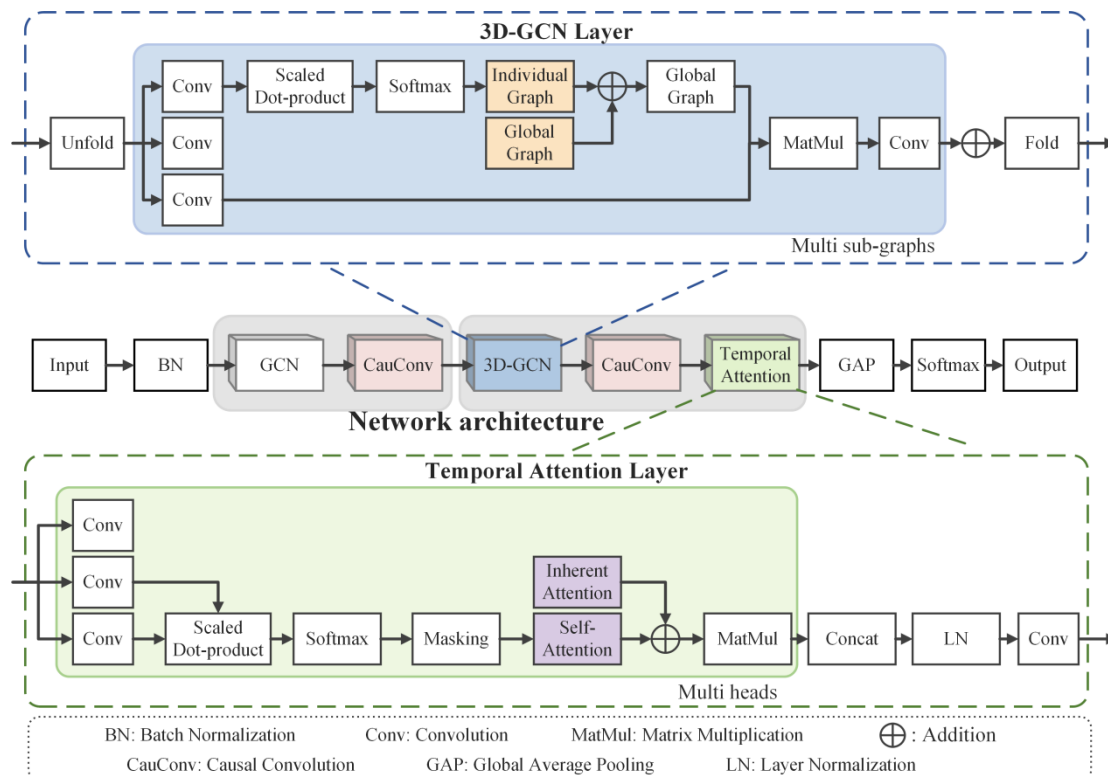 3D-GCN Layer
Conv
Scaled
Dot-product
Softmax
Individual
Graph
Global
Graph
Unfold
Conv
Global
Graph
MatMul
Conv
Fold
Conv
Multi sub-graphs
Input
BN
GCN
CauConv
3D-GCN
CauConv
Temporal
Attention
GAP
Softmax
Output
Network architecture
Temporal Attention Layer
Conv
Conv
Inherent
Attention
Conv
Scaled
Dot-product
Softmax
Masking
Self-
Attention
MatMul
Concat
LN
Conv
Multi heads
BN: Batch Normalization
Conv: Convolution
MatMul: Matrix Multiplication
: Addition
CauConv: Causal Convolution
GAP: Global Average Pooling
LN: Layer Normalization